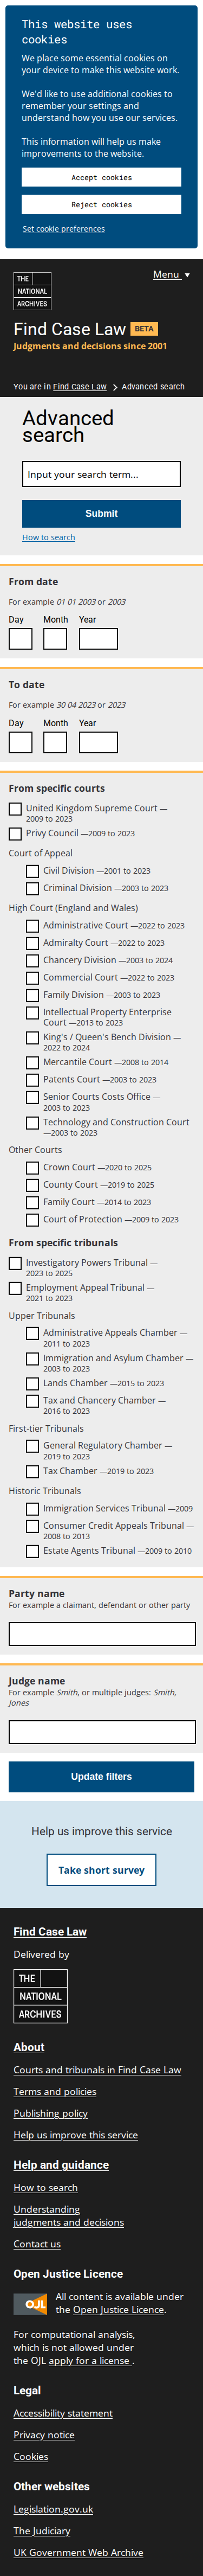 This website uses
cookies
We place some essential cookies on
your device to make this website work.
We'd like to use additional cookies to
remember your settings and
understand how you use our services.
This information will help us make
improvements to the website.
Accept cookies
Reject cookies
Set cookie preferences
Menu
THE
NATIONAL
ARCHIVES
Find Case Law BETA
Judgments and decisions since 2001
You are in Find Case Law Advanced search
Advanced
search
Input your search term...
Submit
How to search
From date
For example 01 01 2003 or 2003
Day Month Year
To date
For example 30 04 2023 or 2023
Day Month Year
From specific courts
United Kingdom Supreme Court —
2009 to 2023
Privy Council —2009 to 2023
Court of Appeal
Civil Division —2001 to 2023
Criminal Division —2003 to 2023
High Court (England and Wales)
Administrative Court —2022 to 2023
Admiralty Court —2022 to 2023
Chancery Division —2003 to 2024
Commercial Court —2022 to 2023
Family Division —2003 to 2023
Intellectual Property Enterprise
Court —2013 to 2023
King's / Queen's Bench Division —
2022 to 2024
Mercantile Court —2008 to 2014
Patents Court —2003 to 2023
Senior Courts Costs Office —
2003 to 2023
Technology and Construction Court
—2003 to 2023
Other Courts
Crown Court —2020 to 2025
County Court —2019 to 2025
Family Court —2014 to 2023
Court of Protection —2009 to 2023
From specific tribunals
Investigatory Powers Tribunal —
2023 to 2025
Employment Appeal Tribunal —
2021 to 2023
Upper Tribunals
Administrative Appeals Chamber —
2011 to 2023
Immigration and Asylum Chamber —
2003 to 2023
Lands Chamber —2015 to 2023
Tax and Chancery Chamber —
2016 to 2023
First-tier Tribunals
General Regulatory Chamber —
2019 to 2023
Tax Chamber —2019 to 2023
Historic Tribunals
Immigration Services Tribunal —2009
Consumer Credit Appeals Tribunal —
2008 to 2013
Estate Agents Tribunal —2009 to 2010
Party name
For example a claimant, defendant or other party
Judge name
For example Smith, or multiple judges: Smith,
Jones
Update filters
Help us improve this service
Take short survey
Find Case Law
Delivered by
THE
NATIONAL
ARCHIVES
About
Courts and tribunals in Find Case Law
Terms and policies
Publishing policy
Help us improve this service
Help and guidance
How to search
Understanding
judgments and decisions
Contact us
Open Justice Licence
OJL
All content is available under
the Open Justice Licence.
For computational analysis,
which is not allowed under
the OJL apply for a license .
Legal
Accessibility statement
Privacy notice
Cookies
Other websites
Legislation.gov.uk
The Judiciary
UK Government Web Archive